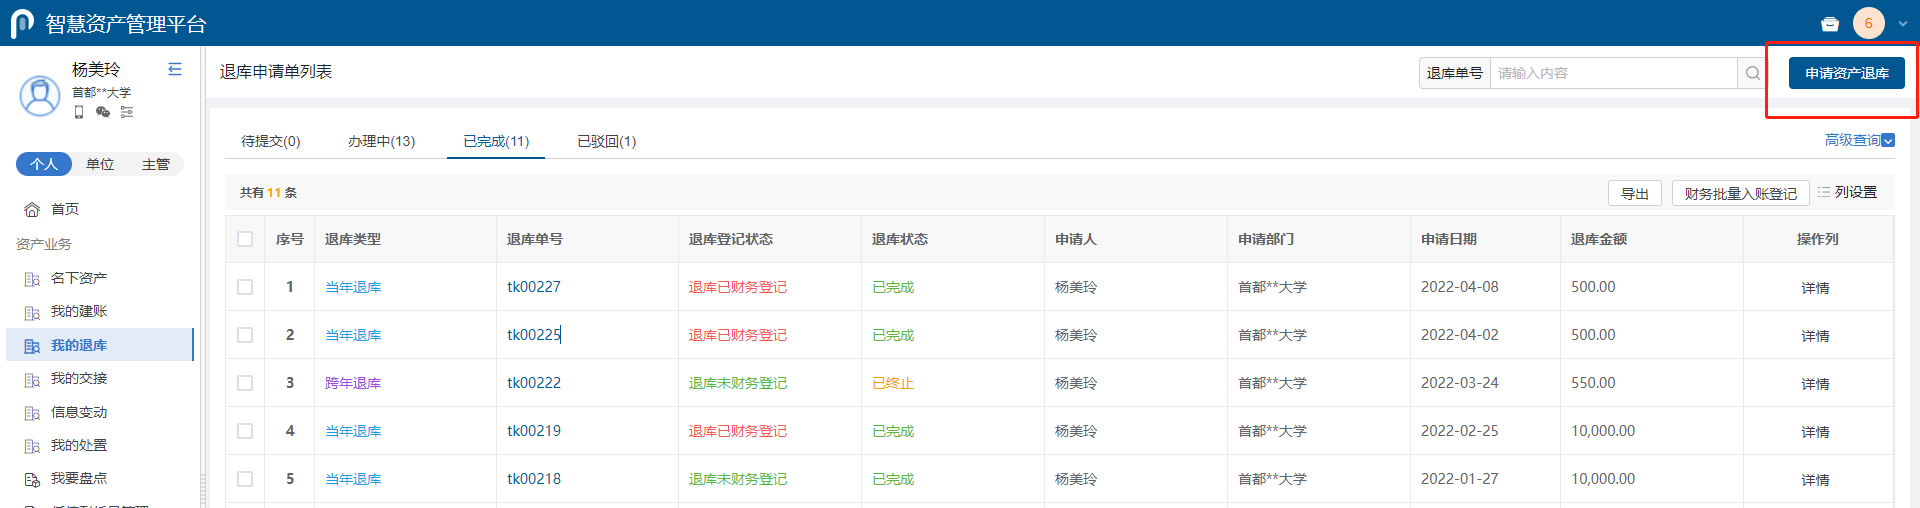 智慧资产管理平台
6
杨美玲
首都**大学
个人 单位 主管
首页
资产业务
名下资产
我的建账
我的退库
我的交接
信息变动
我的处置
我要盘点
退库申请单列表
退库单号 请输入内容
申请资产退库
待提交(0) 办理中(13) 已完成(11) 已驳回(1)
高级查询
共有 11 条
导出 财务批量入账登记 列设置
序号 退库类型 退库单号 退库登记状态 退库状态 申请人 申请部门 申请日期 退库金额 操作列
1 当年退库 tk00227 退库已财务登记 已完成 杨美玲 首都**大学 2022-04-08 500.00 详情
2 当年退库 tk00225 退库已财务登记 已完成 杨美玲 首都**大学 2022-04-02 500.00 详情
3 跨年退库 tk00222 退库未财务登记 已终止 杨美玲 首都**大学 2022-03-24 550.00 详情
4 当年退库 tk00219 退库已财务登记 已完成 杨美玲 首都**大学 2022-02-25 10,000.00 详情
5 当年退库 tk00218 退库未财务登记 已完成 杨美玲 首都**大学 2022-01-27 10,000.00 详情